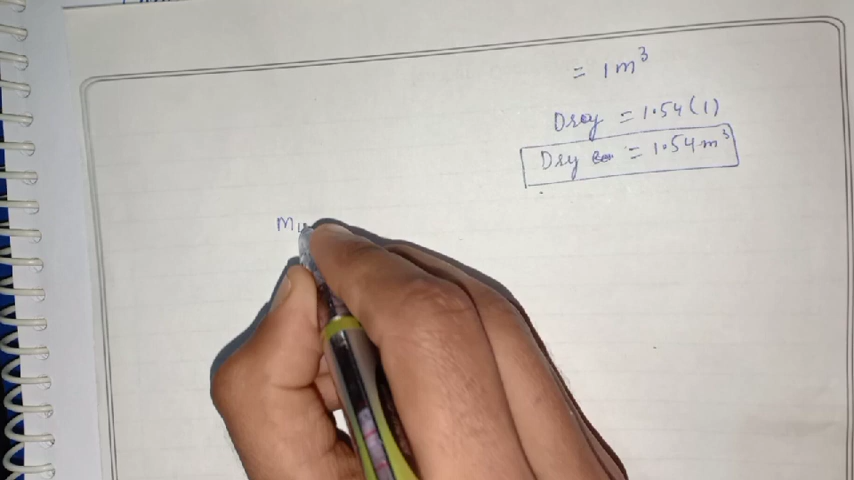 = 1m³
Dry = 1.54(1)
Dry = 1.54m³